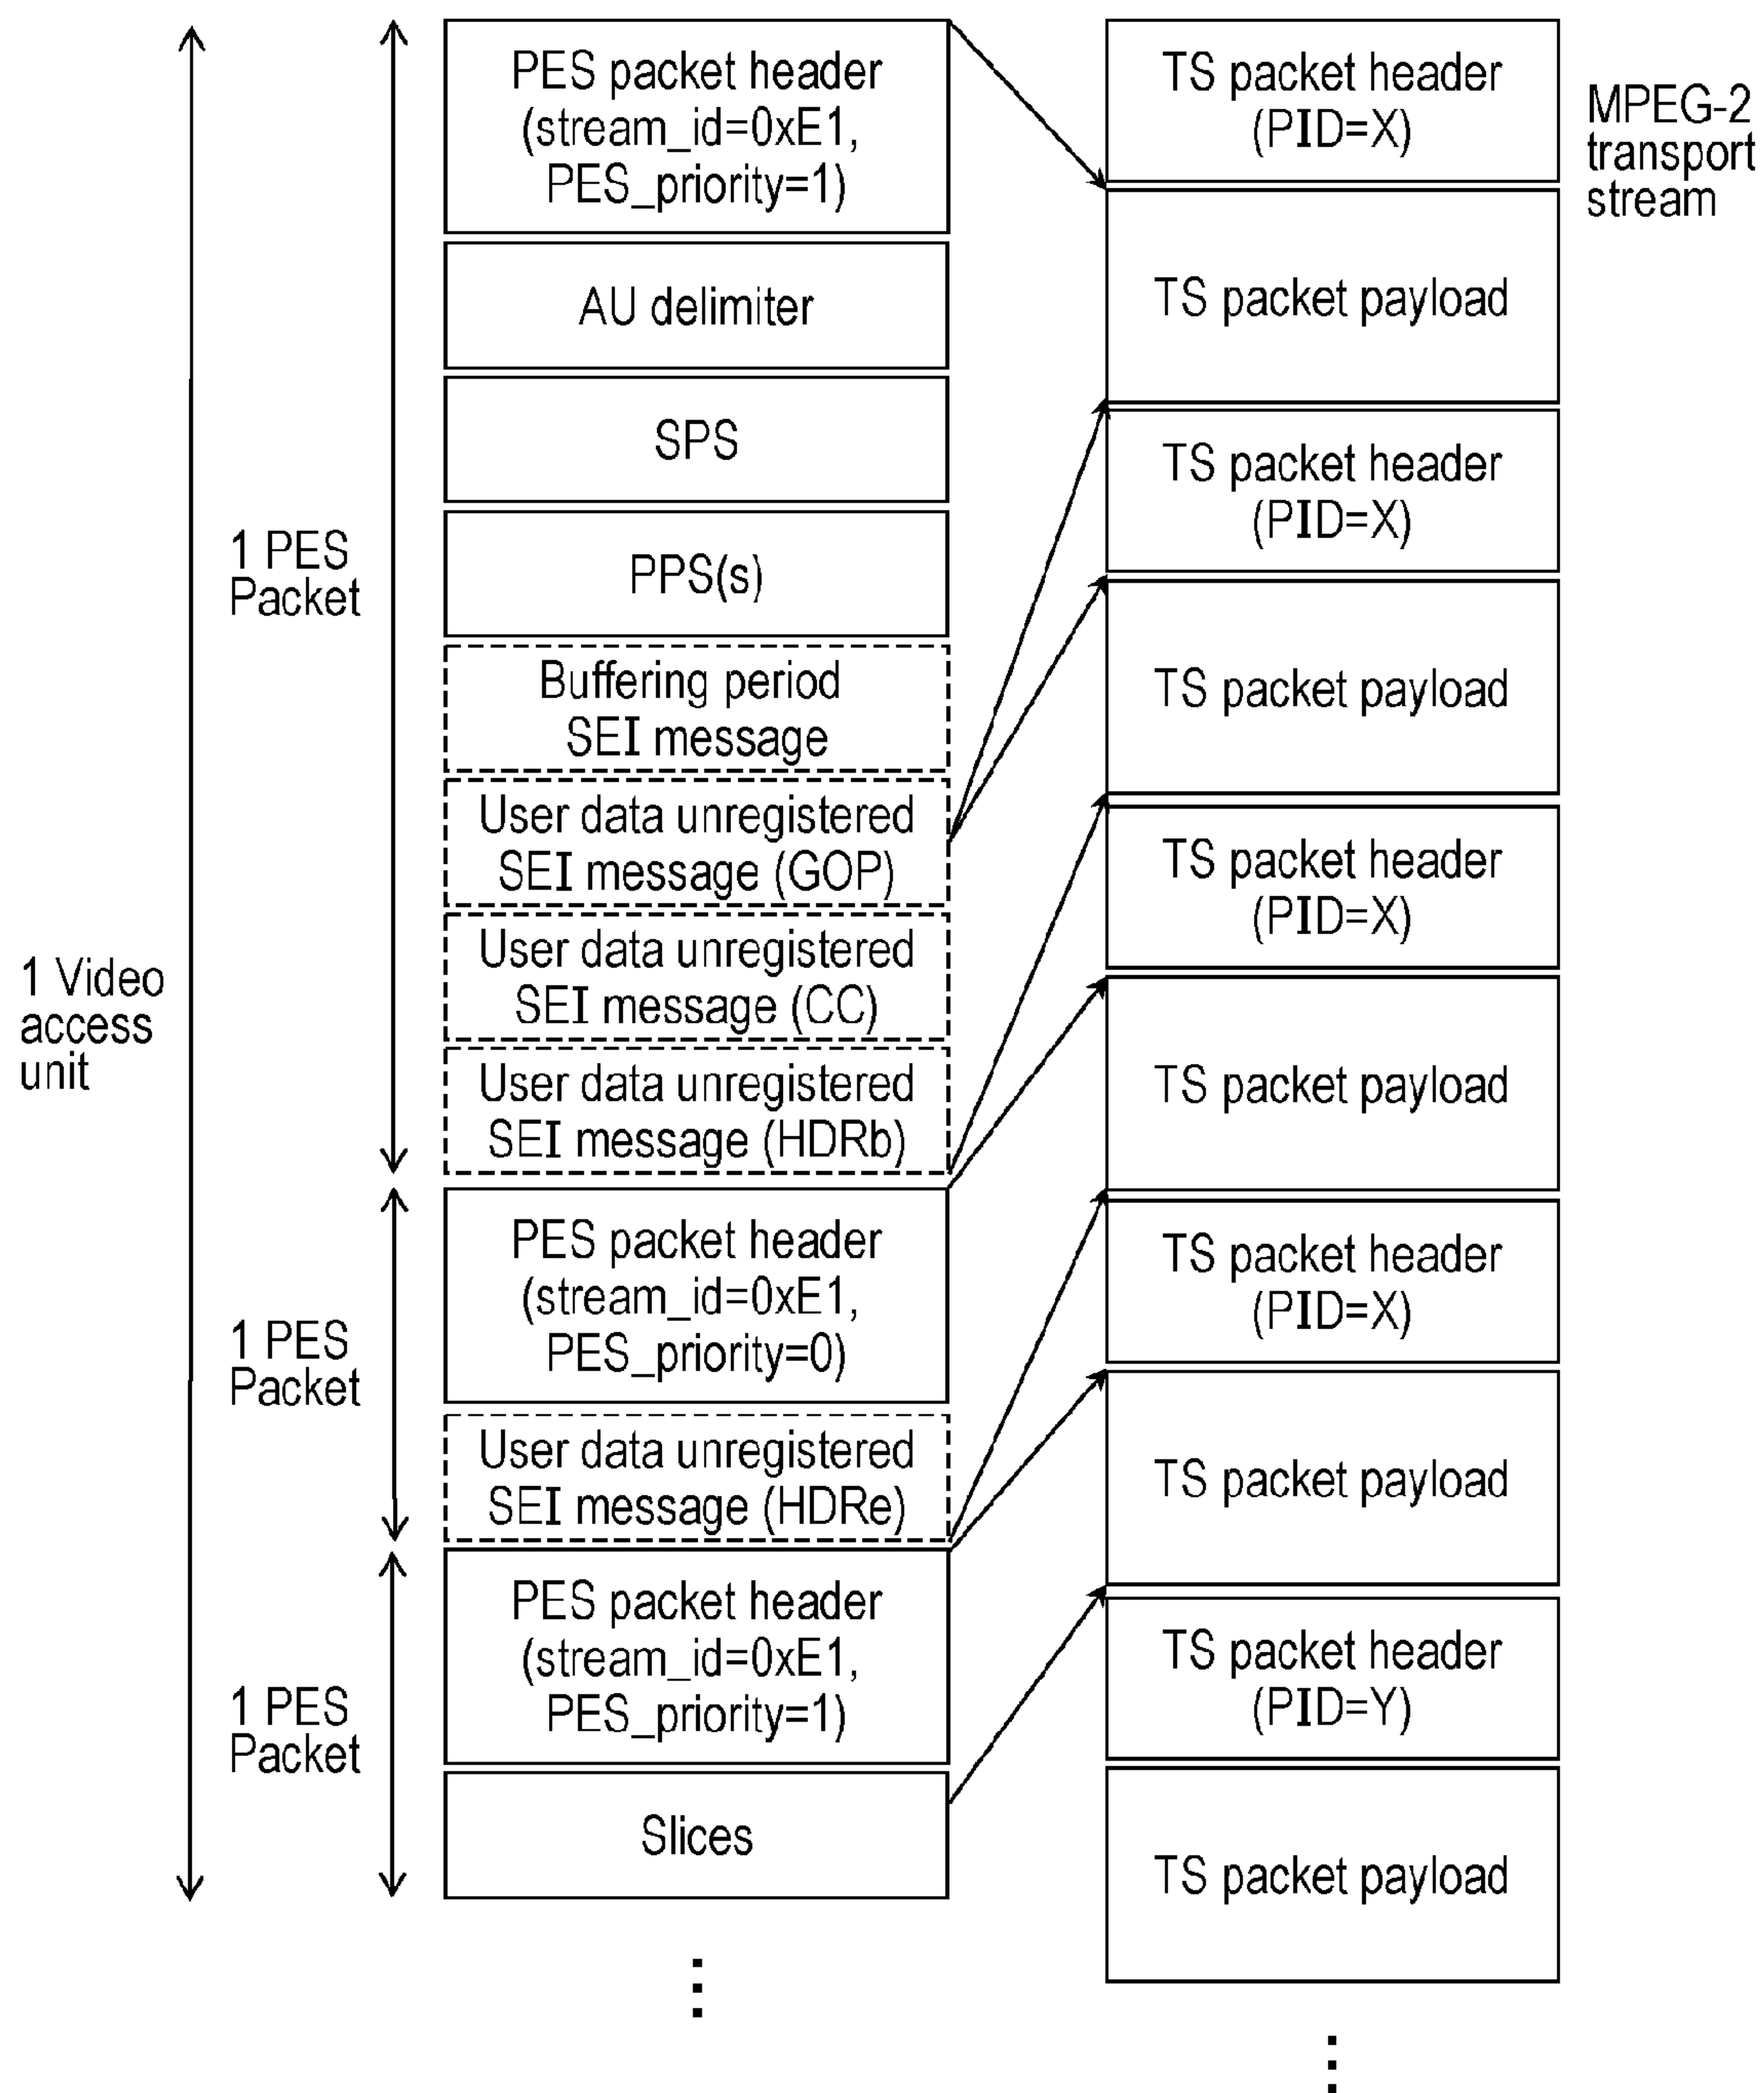 PES packet header
(stream_id=0xE1,
PES_priority=1)
AU delimiter
SPS
PPS(s)
Buffering period
SEI message
User data unregistered
SEI message (GOP)
User data unregistered
SEI message (CC)
User data unregistered
SEI message (HDRb)
PES packet header
(stream_id=0xE1,
PES_priority=0)
User data unregistered
SEI message (HDRe)
PES packet header
(stream_id=0xE1,
PES_priority=1)
Slices
1 Video
access
unit
1 PES
Packet
1 PES
Packet
1 PES
Packet
TS packet header
(PID=X)
TS packet payload
TS packet header
(PID=X)
TS packet payload
TS packet header
(PID=X)
TS packet payload
TS packet header
(PID=X)
TS packet payload
TS packet header
(PID=Y)
TS packet payload
MPEG-2
transport
stream